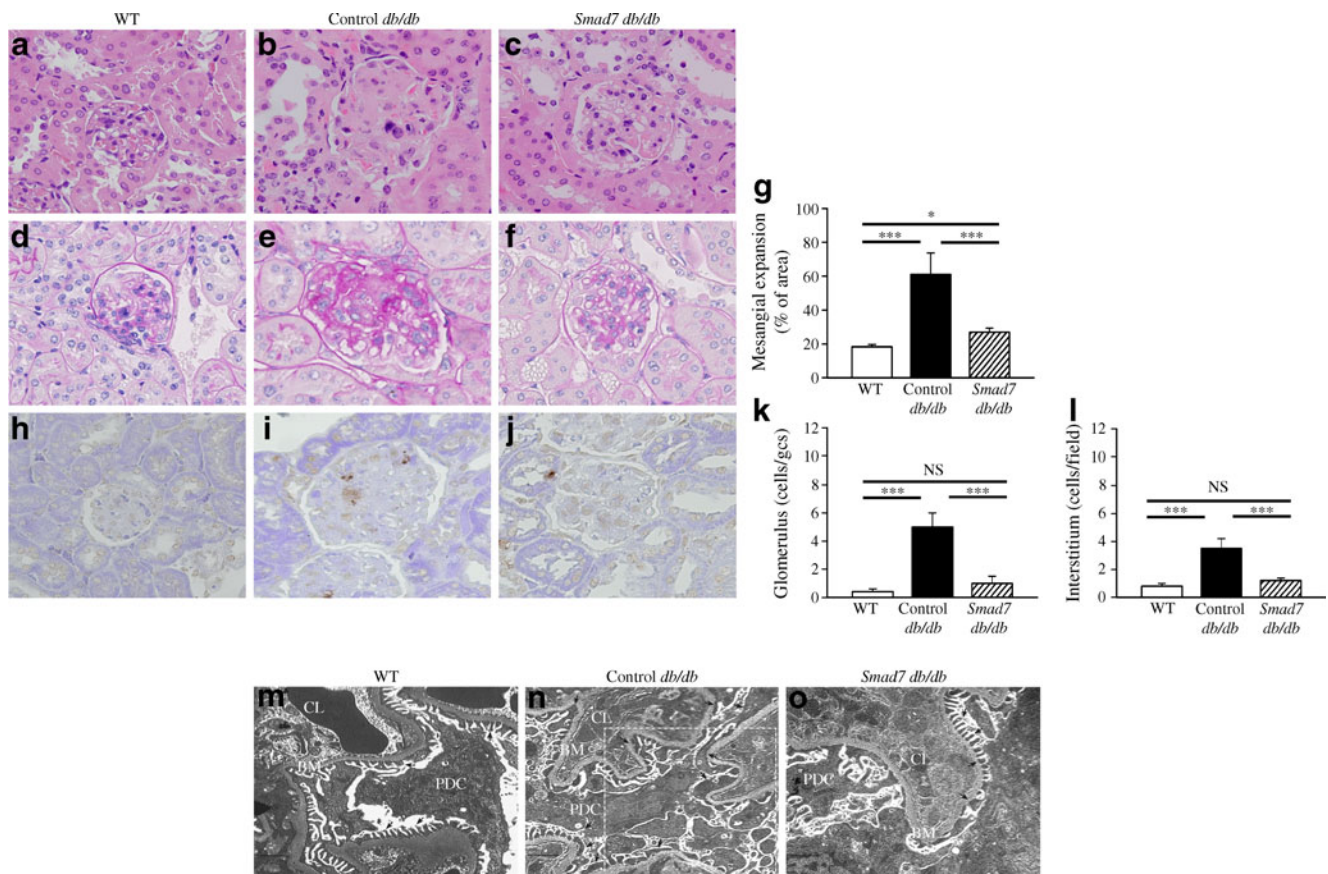 WT Control db/db Smad7 db/db
a b c
d e f
h i j
g
Mesangial expansion
(% of area)
100
80
60
40
20
0
*
*** ***
WT Control Smad7
db/db db/db
k
Glomerulus (cells/gcs)
12
10
8
6
4
2
0
NS
*** ***
WT Control Smad7
db/db db/db
l
Interstitium (cells/field)
12
10
8
6
4
2
0
NS
*** ***
WT Control Smad7
db/db db/db
WT Control db/db Smad7 db/db
m n o
CL
BM
PDC
CL
BM
PDC
CL
PDC
BM